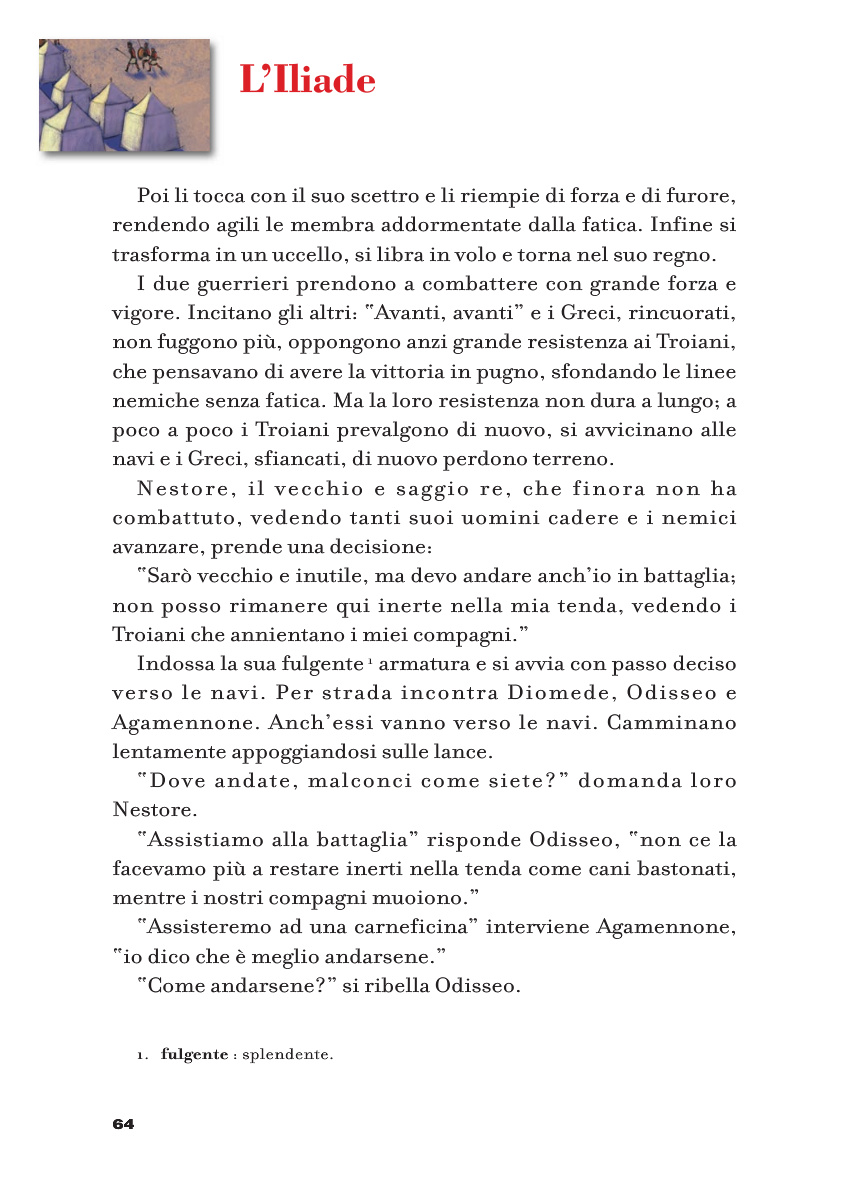 L'Iliade
Poi li tocca con il suo scettro e li riempie di forza e di furore,
rendendo agili le membra addormentate dalla fatica. Infine si
trasforma in un uccello, si libra in volo e torna nel suo regno.
I due guerrieri prendono a combattere con grande forza e
vigore. Incitano gli altri: “Avanti, avanti” e i Greci, rincuorati,
non fuggono più, oppongono anzi grande resistenza ai Troiani,
che pensavano di avere la vittoria in pugno, sfondando le linee
nemiche senza fatica. Ma la loro resistenza non dura a lungo; a
poco a poco i Troiani prevalgono di nuovo, si avvicinano alle
navi e i Greci, sfiancati, di nuovo perdono terreno.
Nestore, il vecchio e saggio re, che finora non ha
combattuto, vedendo tanti suoi uomini cadere e i nemici
avanzare, prende una decisione:
“Sarò vecchio e inutile, ma devo andare anch’io in battaglia;
non posso rimanere qui inerte nella mia tenda, vedendo i
Troiani che annientano i miei compagni.”
Indossa la sua fulgente ¹ armatura e si avvia con passo deciso
verso le navi. Per strada incontra Diomede, Odisseo e
Agamennone. Anch’essi vanno verso le navi. Camminano
lentamente appoggiandosi sulle lance.
“Dove andate, malconci come siete?” domanda loro
Nestore.
“Assistiamo alla battaglia” risponde Odisseo, “non ce la
facevamo più a restare inerti nella tenda come cani bastonati,
mentre i nostri compagni muoiono.”
“Assisteremo ad una carneficina” interviene Agamennone,
“io dico che è meglio andarsene.”
“Come andarsene?” si ribella Odisseo.
1. fulgente : splendente.
64